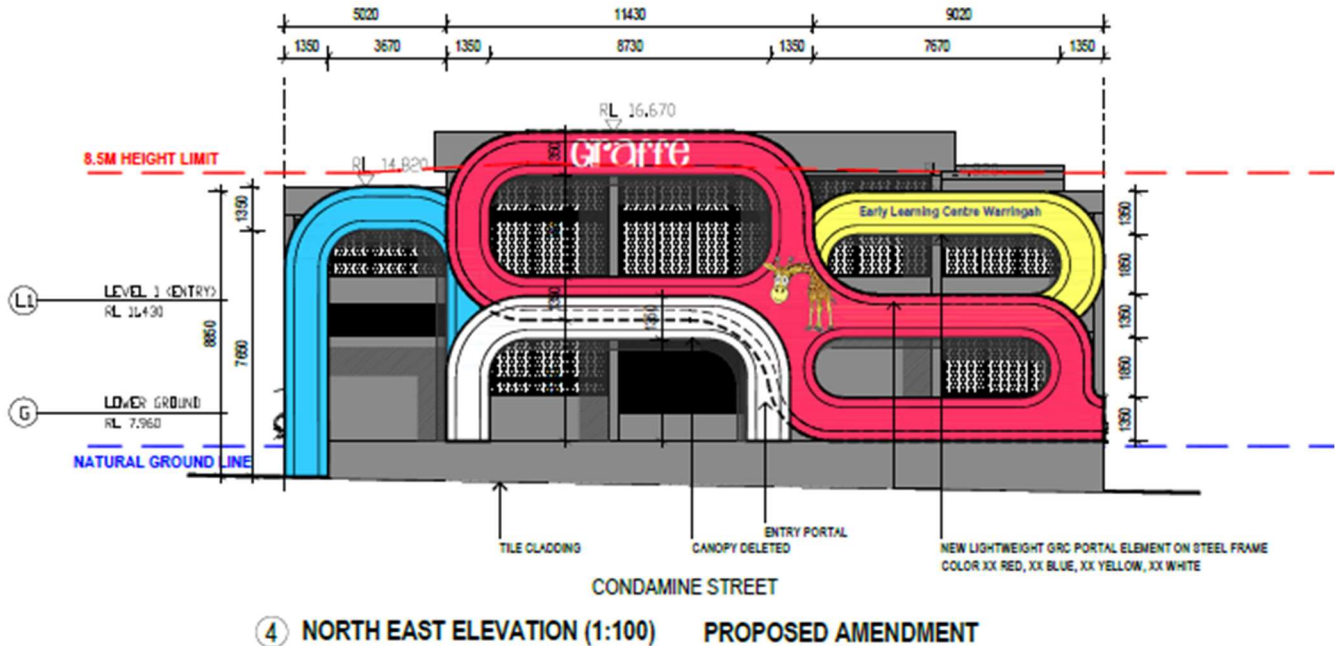 5020 11430 9020
1350 3670 1350 8730 1350 7670 1350
RL 16.670
Giraffe
8.5M HEIGHT LIMIT
RL 14.820
1350
Early Learning Centre Warringah
1350
1850
1350
1850
1350
L1
LEVEL 1 (ENTRY)
RL 11.430
8850
7650
1350
1350
G
LOWER GROUND
RL 7.960
NATURAL GROUND LINE
ENTRY PORTAL
TILE CLADDING
CANOPY DELETED
NEW LIGHTWEIGHT GRC PORTAL ELEMENT ON STEEL FRAME
COLOR XX RED, XX BLUE, XX YELLOW, XX WHITE
CONDAMINE STREET
4 NORTH EAST ELEVATION (1:100) PROPOSED AMENDMENT